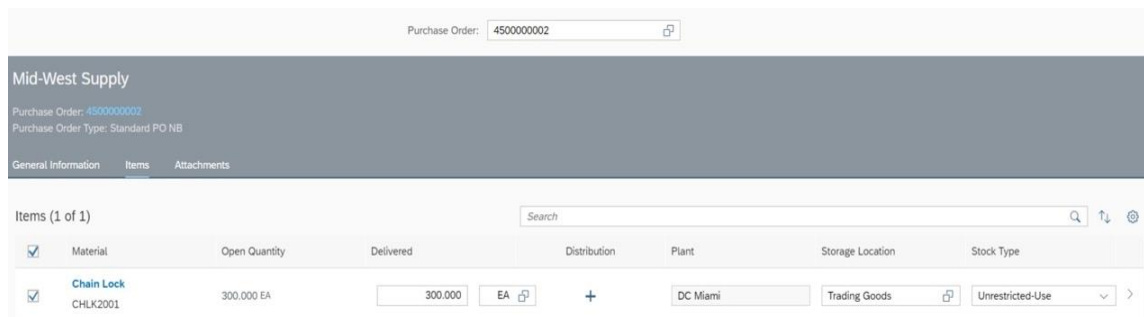 Purchase Order: 4500000002
Mid-West Supply
Purchase Order: 4500000002
Purchase Order Type: Standard PO NB
General Information Items Attachments
Items (1 of 1) Search
Material Open Quantity Delivered Distribution Plant Storage Location Stock Type
Chain Lock
CHLK2001 300.000 EA 300.000 EA + DC Miami Trading Goods Unrestricted-Use